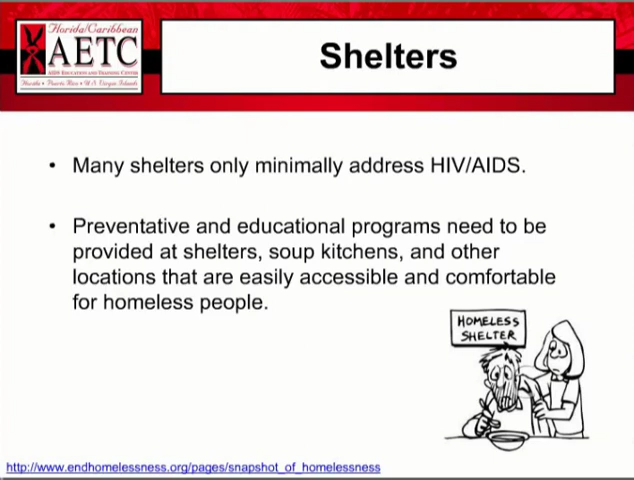 Florida/Caribbean
AETC
AIDS EDUCATION AND TRAINING CENTER
Florida • Puerto Rico • U.S. Virgin Islands
Shelters
• Many shelters only minimally address HIV/AIDS.
• Preventative and educational programs need to be
provided at shelters, soup kitchens, and other
locations that are easily accessible and comfortable
for homeless people.
HOMELESS
SHELTER
http://www.endhomelessness.org/pages/snapshot_of_homelessness